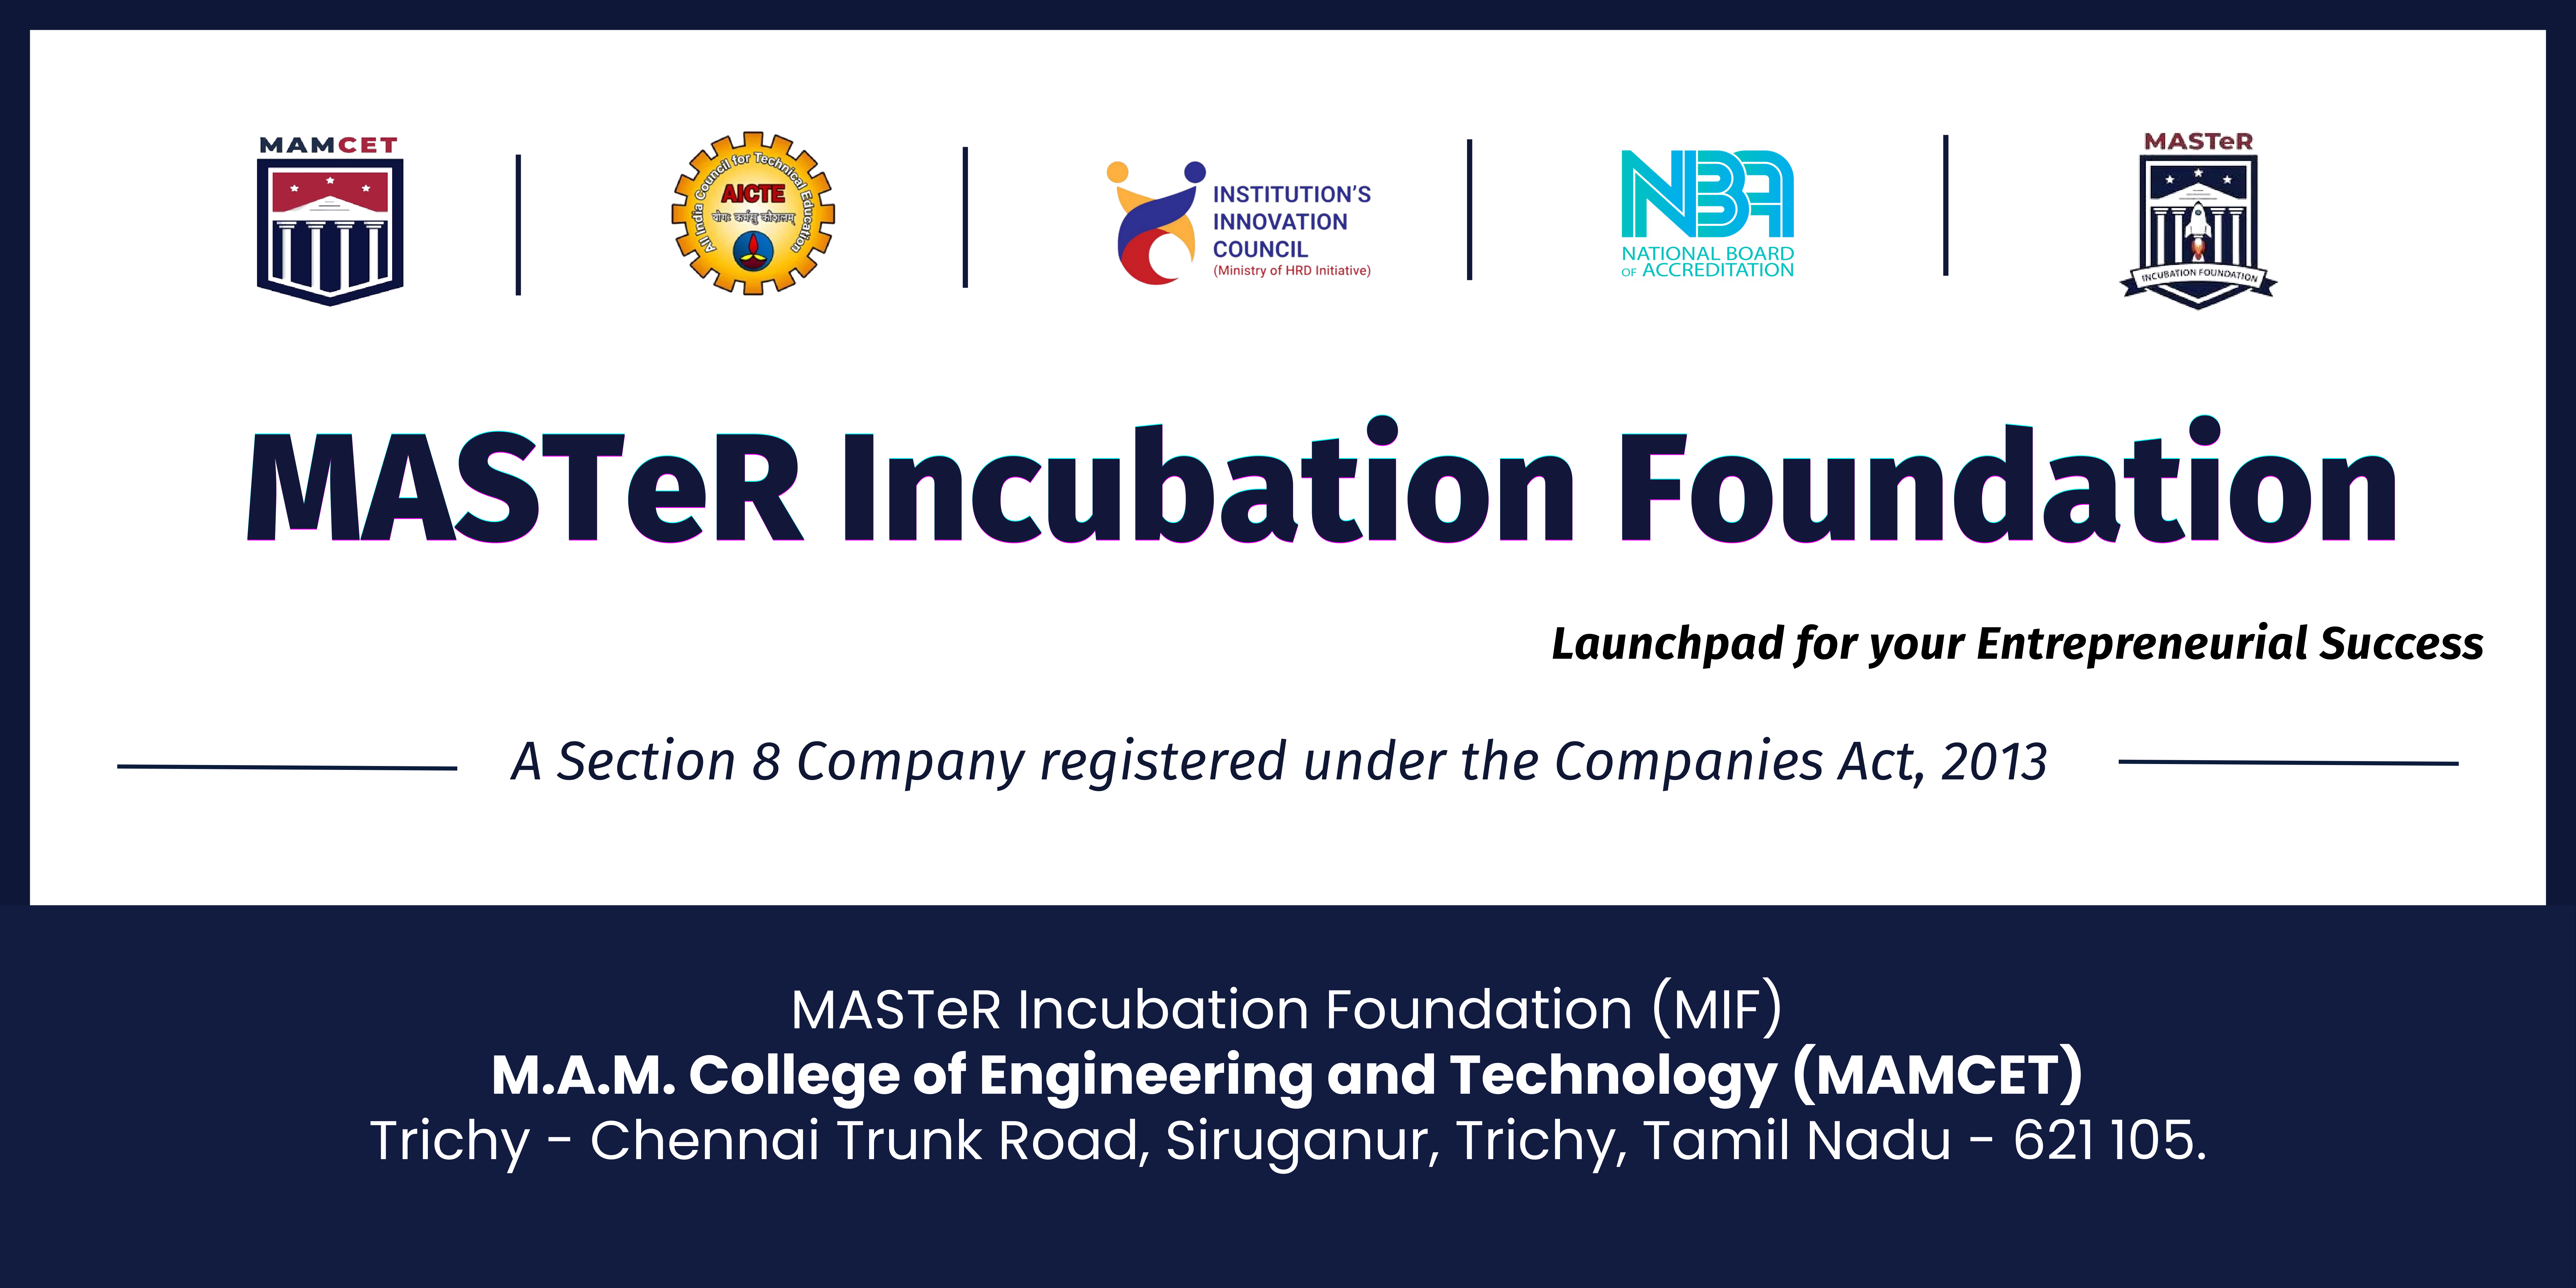 MAMCET
All India Council for Technical Education
AICTE
योगः कर्मसु कौशलम्
INSTITUTION'S
INNOVATION
COUNCIL
(Ministry of HRD Initiative)
NBA
NATIONAL BOARD
OF ACCREDITATION
MASTeR
INCUBATION FOUNDATION
MASTeR Incubation Foundation
Launchpad for your Entrepreneurial Success
A Section 8 Company registered under the Companies Act, 2013
MASTeR Incubation Foundation (MIF)
M.A.M. College of Engineering and Technology (MAMCET)
Trichy - Chennai Trunk Road, Siruganur, Trichy, Tamil Nadu - 621 105.